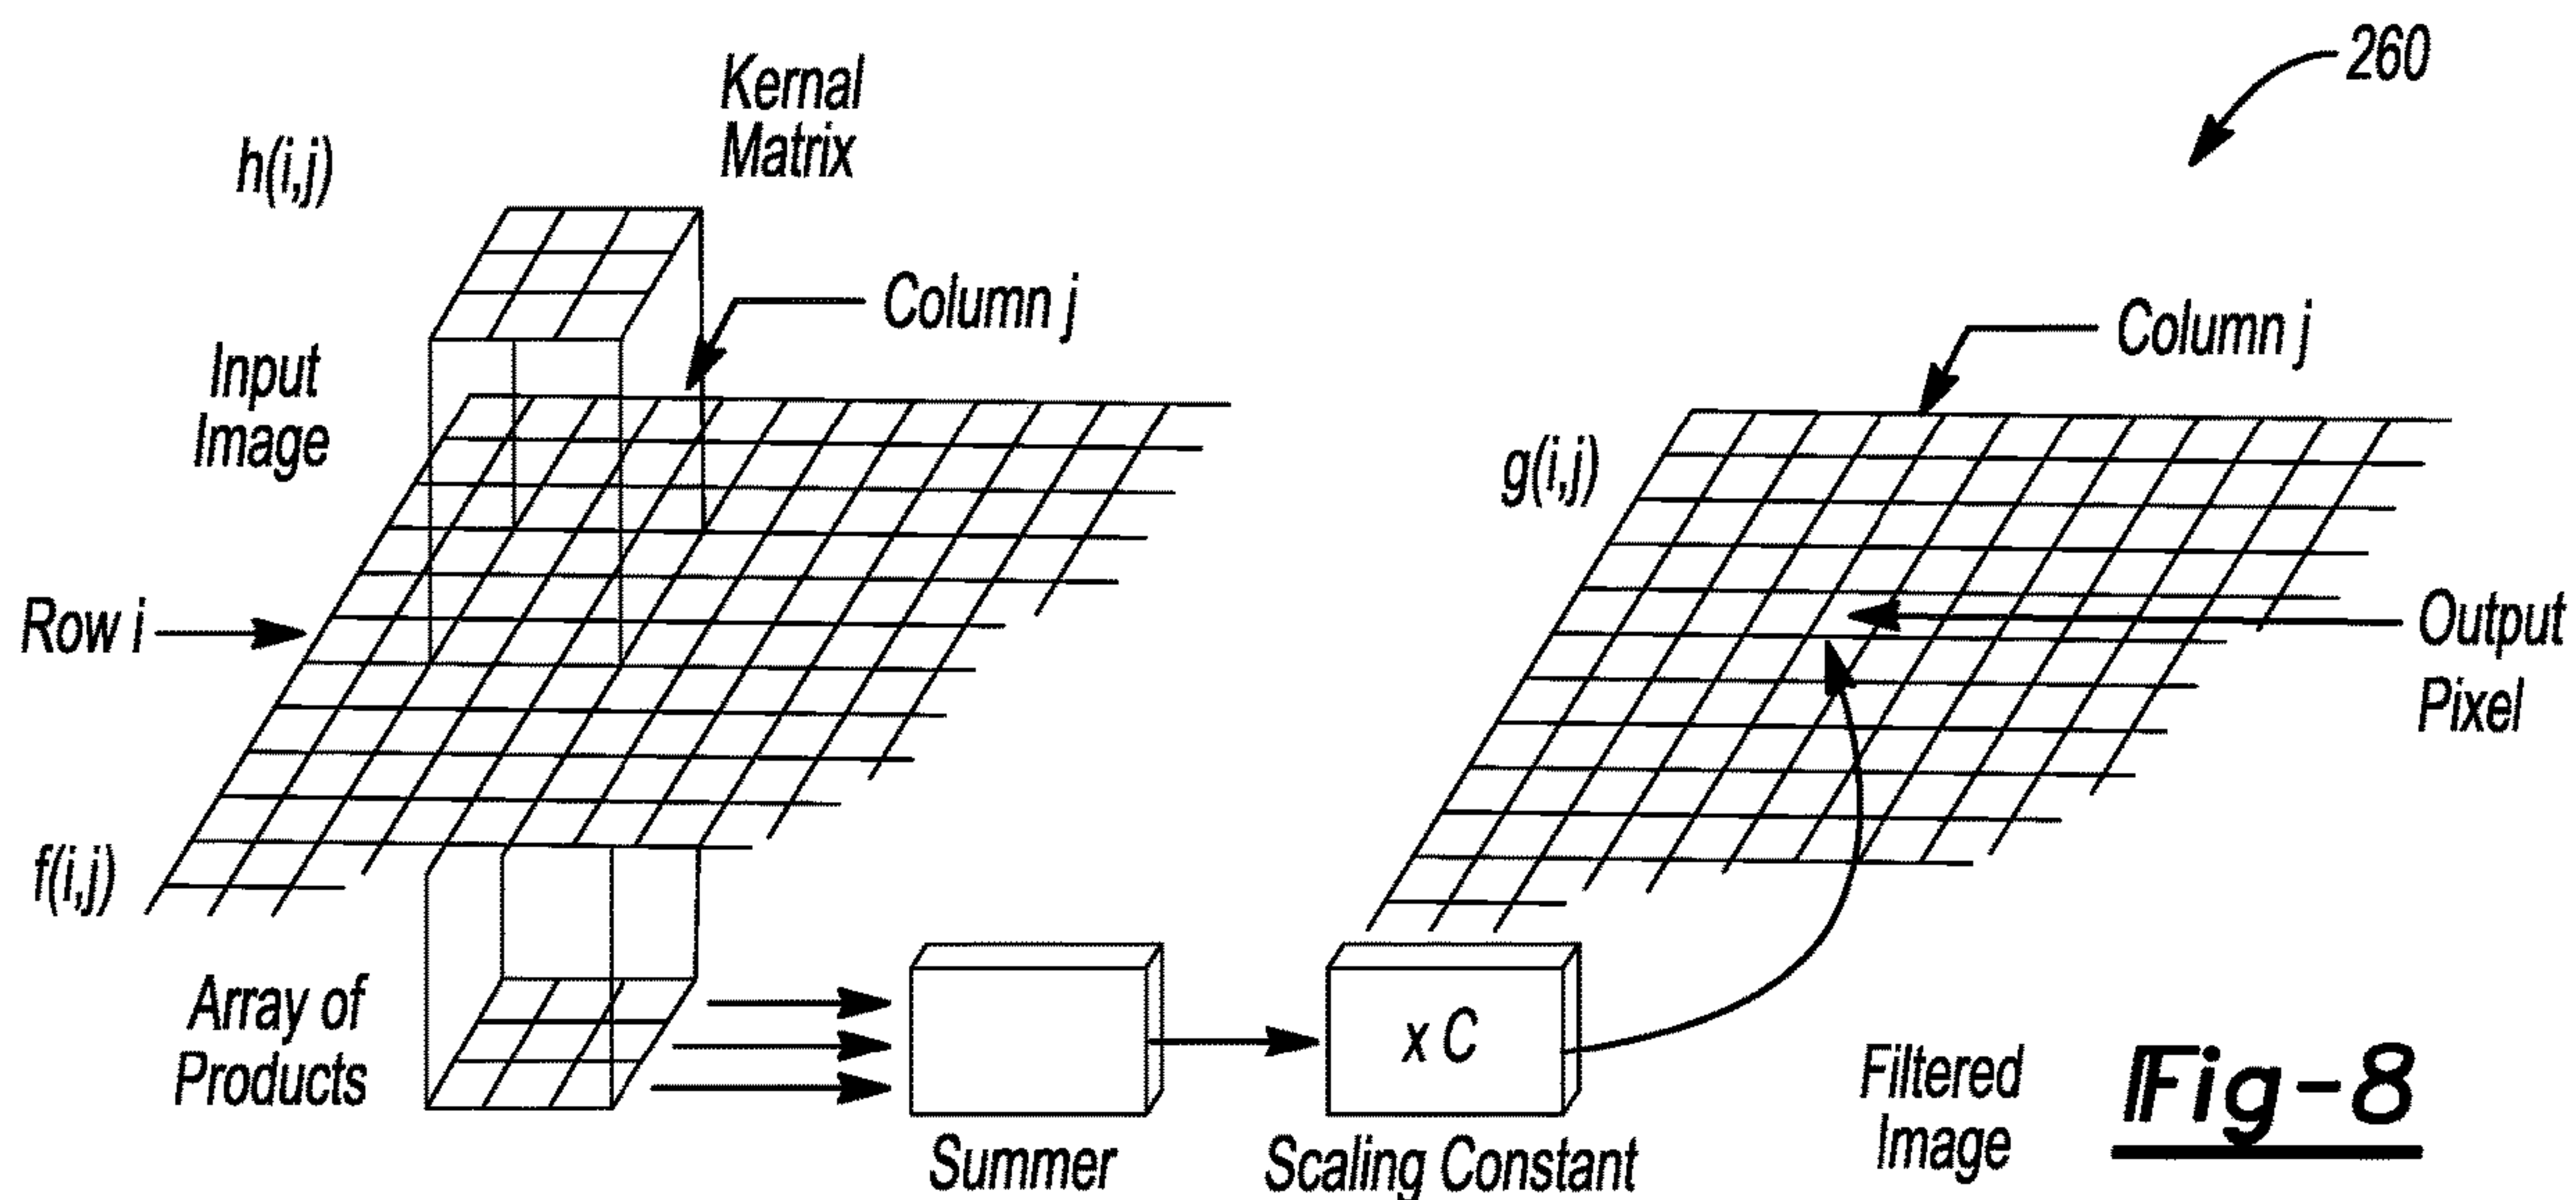 260
Kernal
Matrix
h(i,j)
Column j
Input
Image
Column j
g(i,j)
Row i
Output
Pixel
f(i,j)
Array of
Products
x C
Summer
Scaling Constant
Filtered
Image
Fig-8